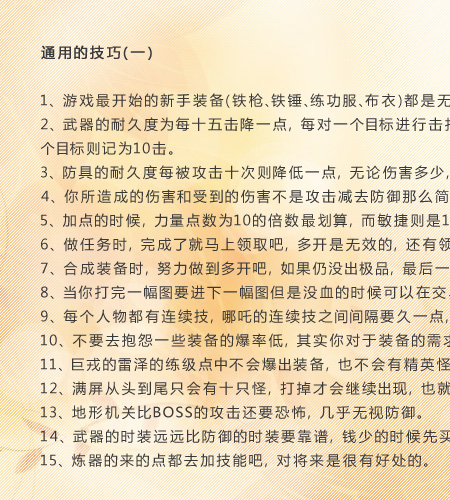 通用的技巧(一)
1、游戏最开始的新手装备(铁枪、铁锤、练功服、布衣)都是无
2、武器的耐久度为每十五击降一点, 每对一个目标进行击打
个目标则记为10击。
3、防具的耐久度每被攻击十次则降低一点, 无论伤害多少,
4、你所造成的伤害和受到的伤害不是攻击减去防御那么简
5、加点的时候, 力量点数为10的倍数最划算, 而敏捷则是1
6、做任务时, 完成了就马上领取吧, 多开是无效的, 还有领
7、合成装备时, 努力做到多开吧, 如果仍没出极品, 最后一
8、当你打完一幅图要进下一幅图但是没血的时候可以在交
9、每个人物都有连续技, 哪吒的连续技之间间隔要久一点,
10、不要去抱怨一些装备的爆率低, 其实你对于装备的需求
11、巨戎的雷泽的练级点中不会爆出装备, 也不会有精英怪
12、满屏从头到尾只会有十只怪, 打掉才会继续出现, 也就
13、地形机关比BOSS的攻击还要恐怖, 几乎无视防御。
14、武器的时装远远比防御的时装要靠谱, 钱少的时候先买
15、炼器的来的点都去加技能吧, 对将来是很有好处的。